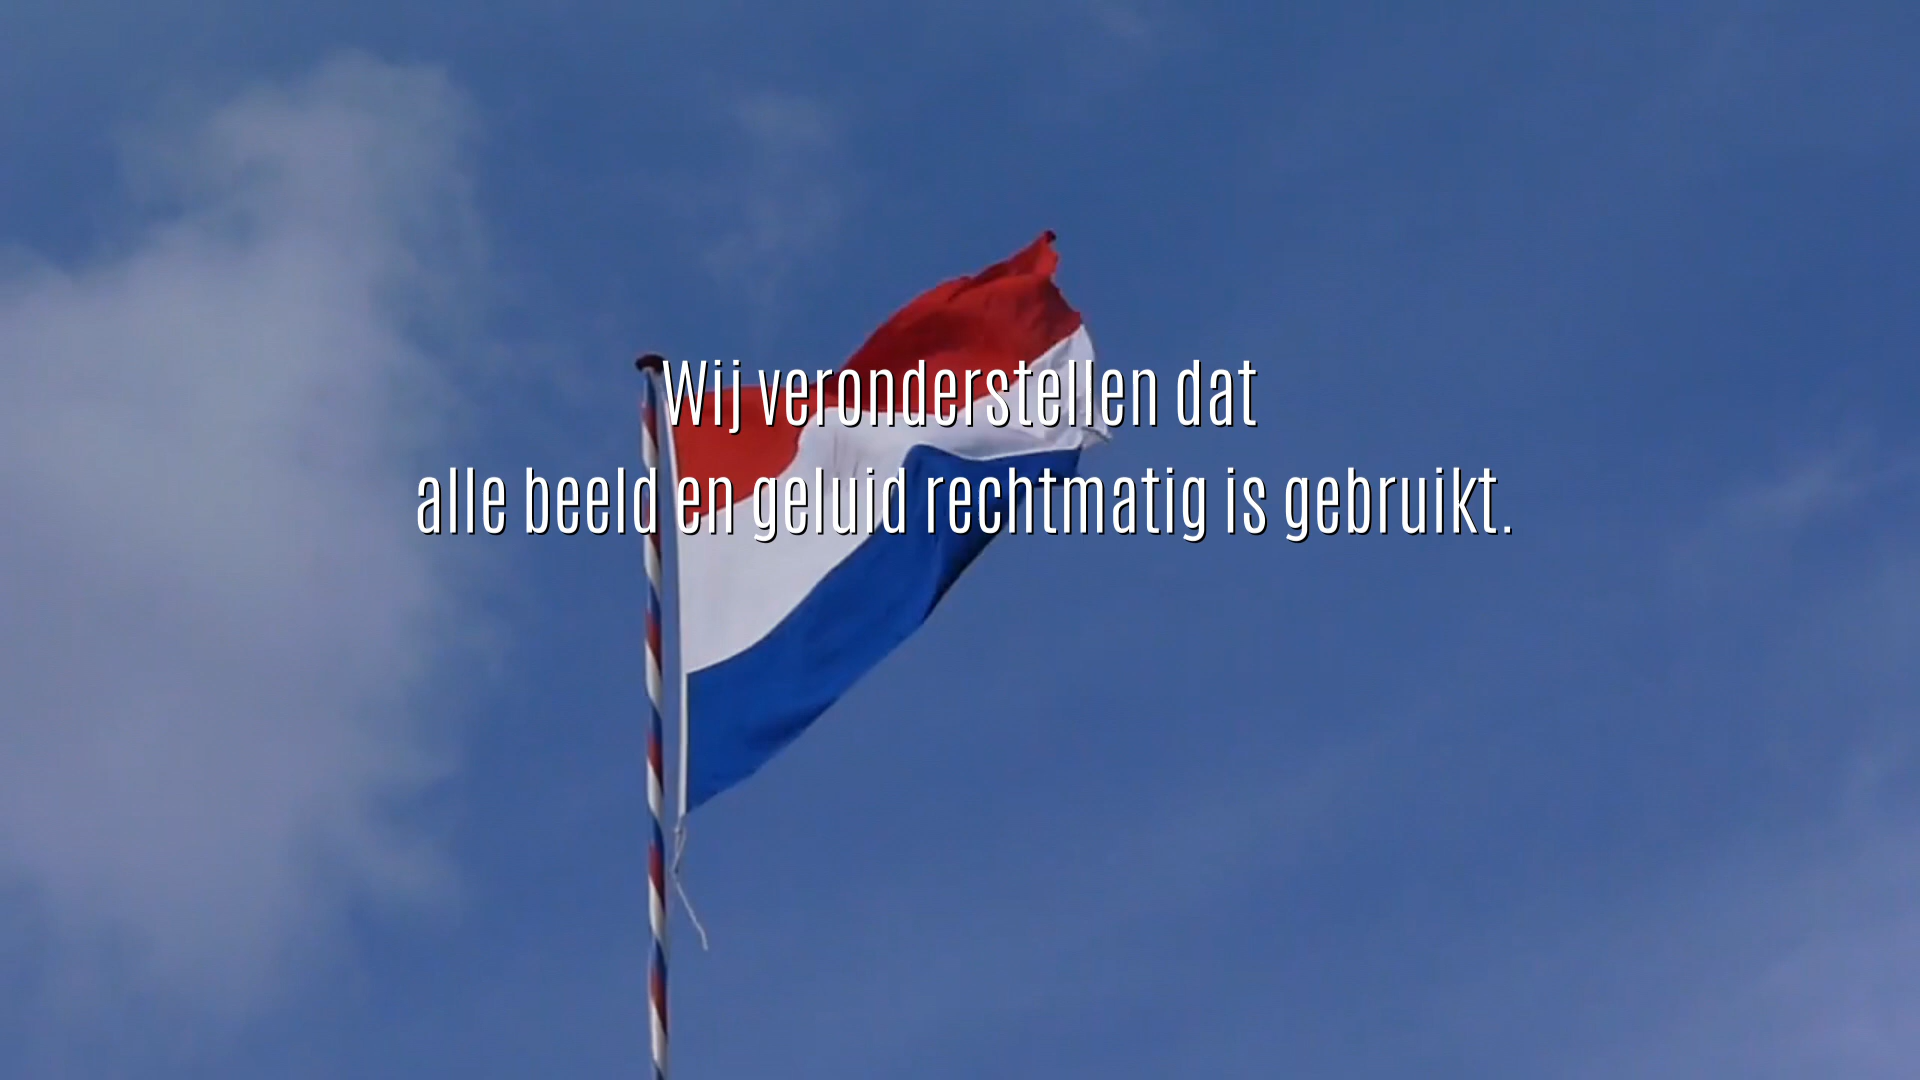 Wij veronderstellen dat
alle beeld en geluid rechtmatig is gebruikt.